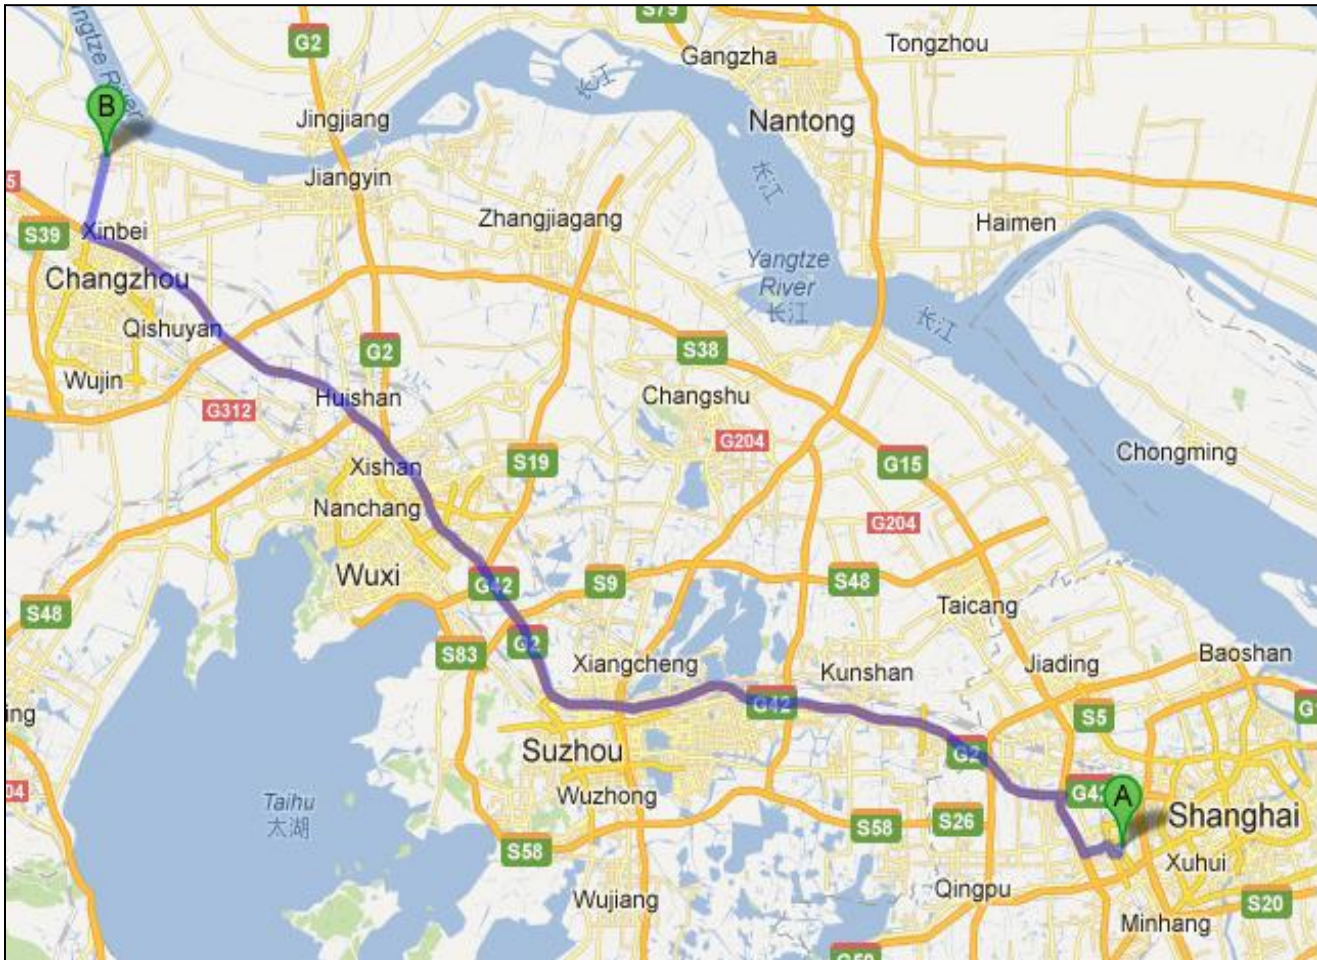 S79
G2
Gangzha
Tongzhou
Yangtze River
长江
B
Jingjiang
Nantong
Jiangyin
长江
Zhangjiagang
Haimen
S39
Xinbei
Changzhou
Yangtze
River
长江
长江
Qishuyan
G2
S38
Wujin
Huishan
Changshu
G312
G204
Chongming
Xishan
S19
G15
Nanchang
G204
Wuxi
G42
S9
S48
S48
Taicang
G2
S83
Xiangcheng
Kunshan
Jiading
Baoshan
G42
S5
Suzhou
G2
Wuzhong
A
Taihu
太湖
Shanghai
S58
S26
S58
Xuhui
Qingpu
Wujiang
S20
Minhang